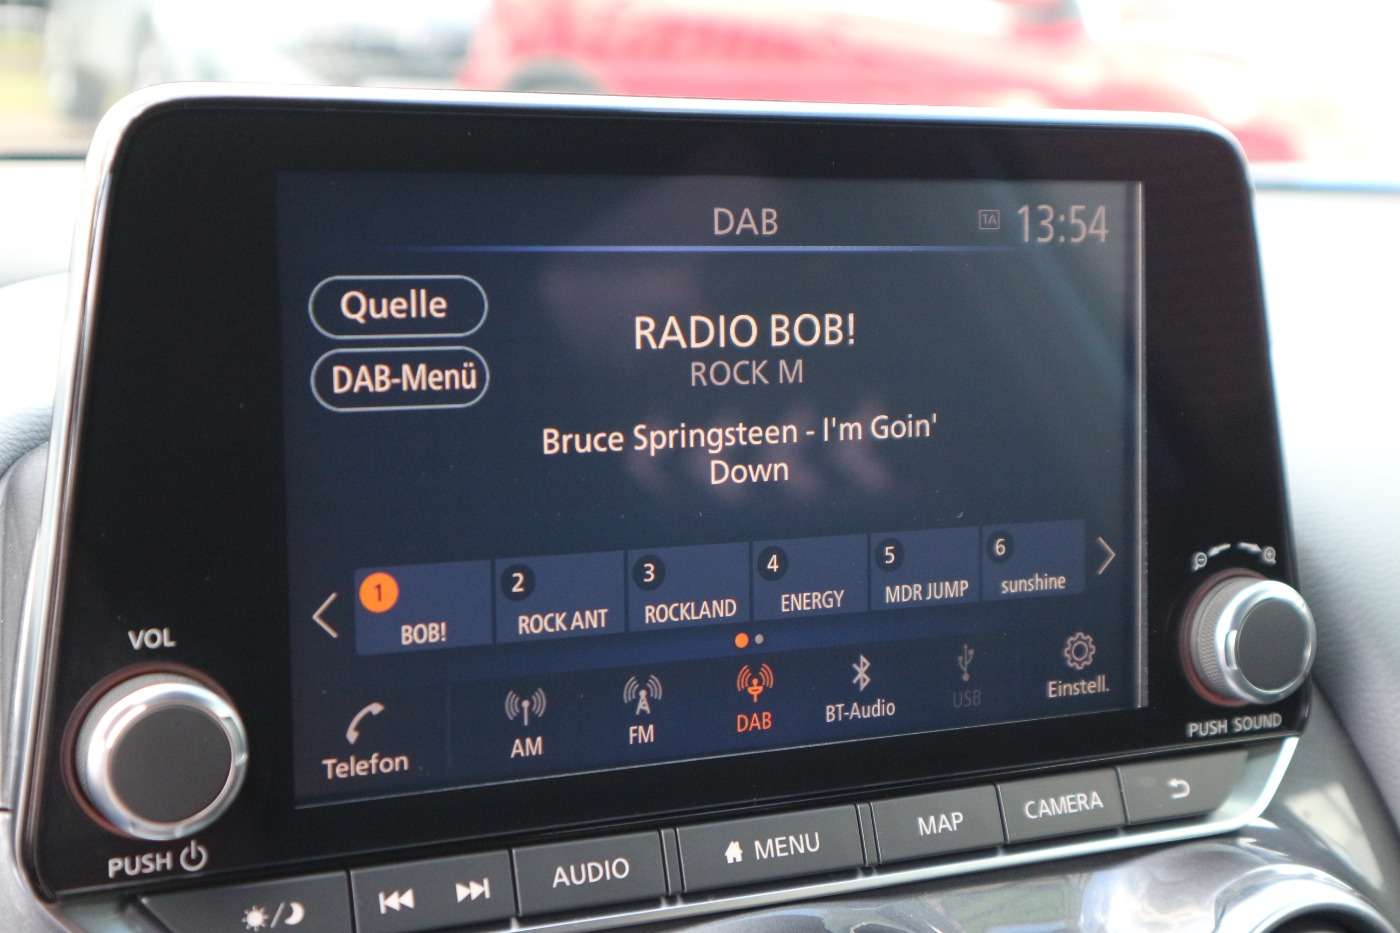 DAB
TA 13:54
Quelle
DAB-Menü
RADIO BOB!
ROCK M
Bruce Springsteen - I'm Goin'
Down
1 BOB!
2 ROCK ANT
3 ROCKLAND
4 ENERGY
5 MDR JUMP
6 sunshine
Telefon
AM
FM
DAB
BT-Audio
USB
Einstell.
VOL
PUSH
PUSH SOUND
AUDIO
MENU
MAP
CAMERA